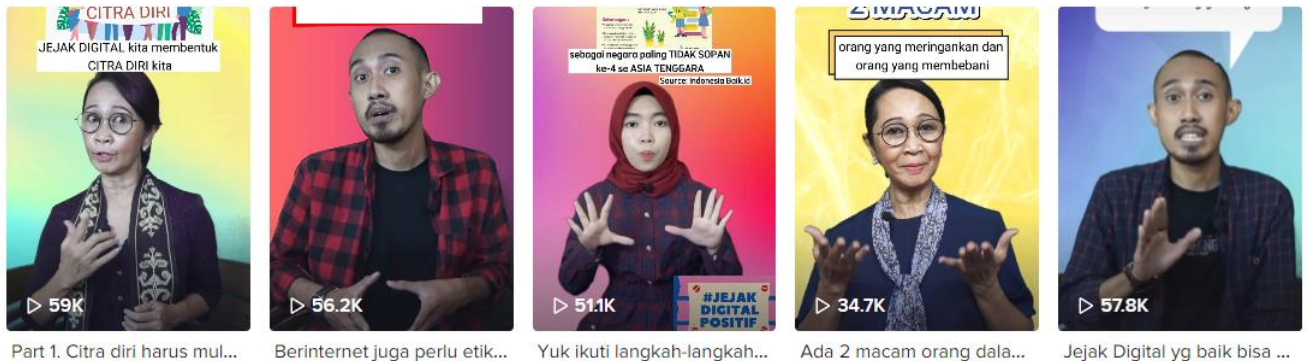 CITRA DIRI
JEJAK DIGITAL kita membentuk
CITRA DIRI kita
59K
Part 1. Citra diri harus mul...
56.2K
Berinternet juga perlu etik...
sebagai negara paling TIDAK SOPAN
ke-4 se ASIA TENGGARA
Source: Indonesia Baik.id
#JEJAK
DIGITAL
POSITIF
51.1K
Yuk ikuti langkah-langkah...
2 MACAM
orang yang meringankan dan
orang yang membebani
34.7K
Ada 2 macam orang dala...
57.8K
Jejak Digital yg baik bisa ...